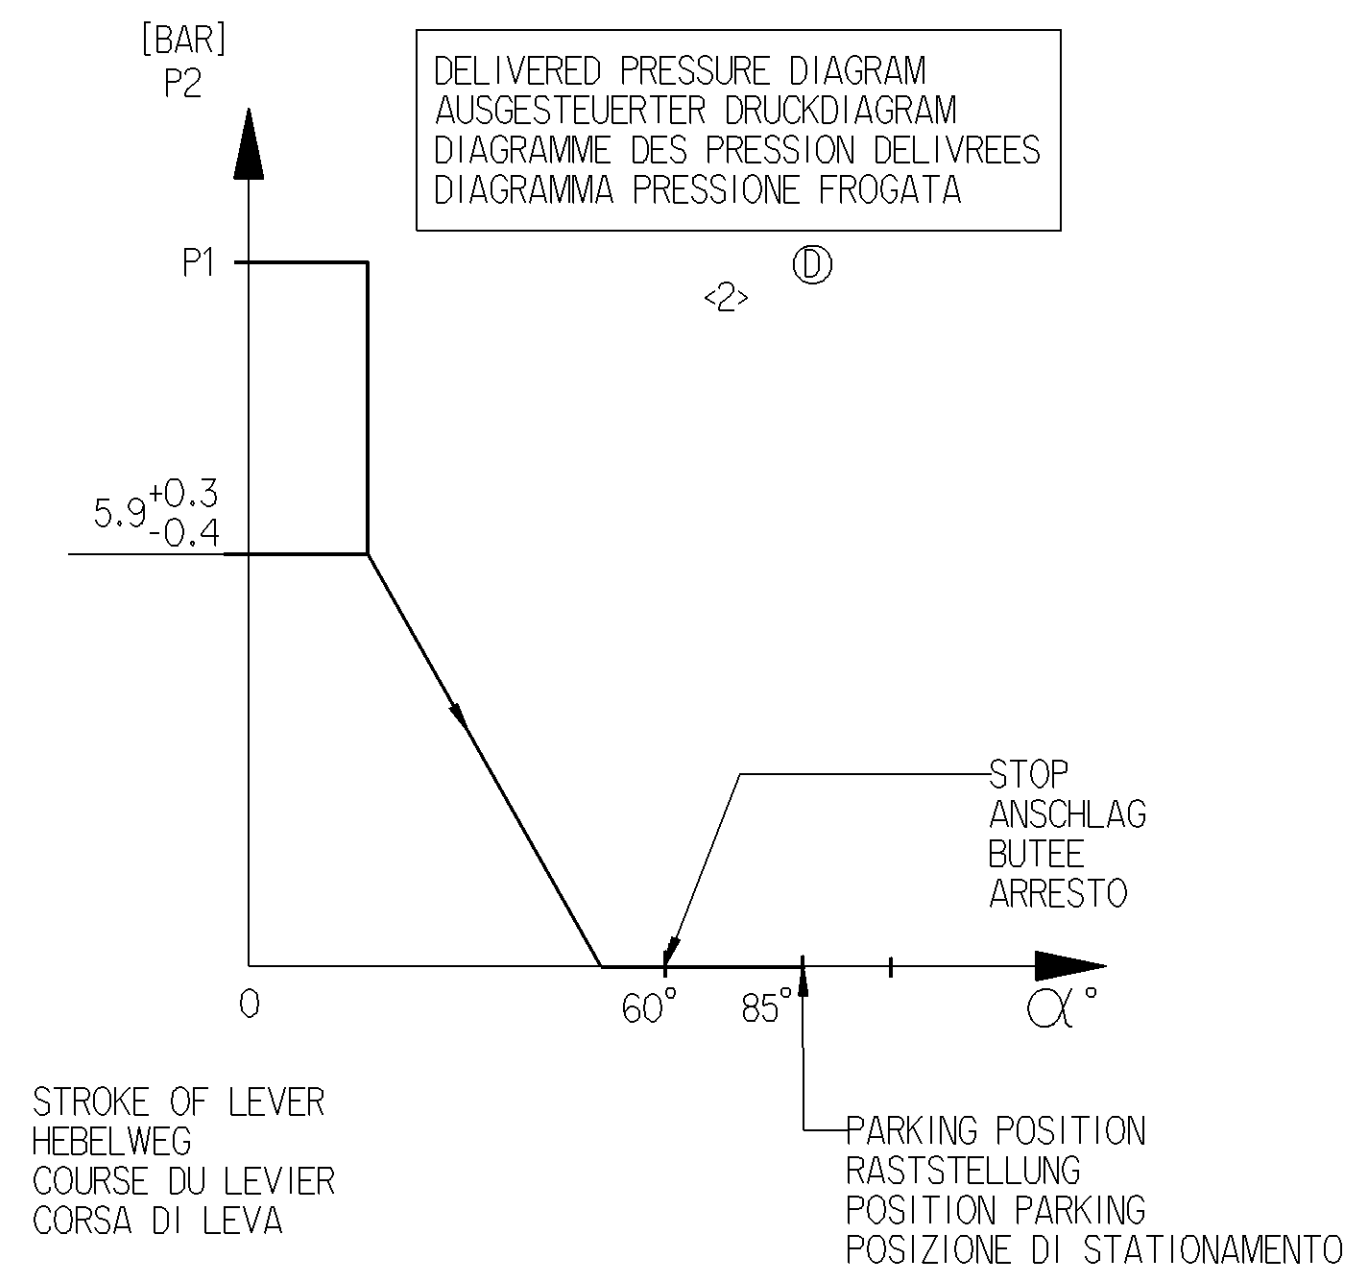 [BAR]
P2
DELIVERED PRESSURE DIAGRAM
AUSGESTEUERTER DRUCKDIAGRAM
DIAGRAMME DES PRESSION DELIVREES
DIAGRAMMA PRESSIONE FROGATA
D
<2>
P1
5.9 +0.3
-0.4
STOP
ANSCHLAG
BUTEE
ARRESTO
0
60°
85°
α°
STROKE OF LEVER
HEBELWEG
COURSE DU LEVIER
CORSA DI LEVA
PARKING POSITION
RASTSTELLUNG
POSITION PARKING
POSIZIONE DI STATIONAMENTO